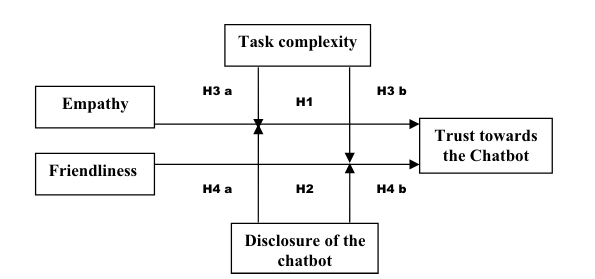 Task complexity
H3 a
H1
H3 b
Empathy
Trust towards
the Chatbot
Friendliness
H4 a
H2
H4 b
Disclosure of the
chatbot